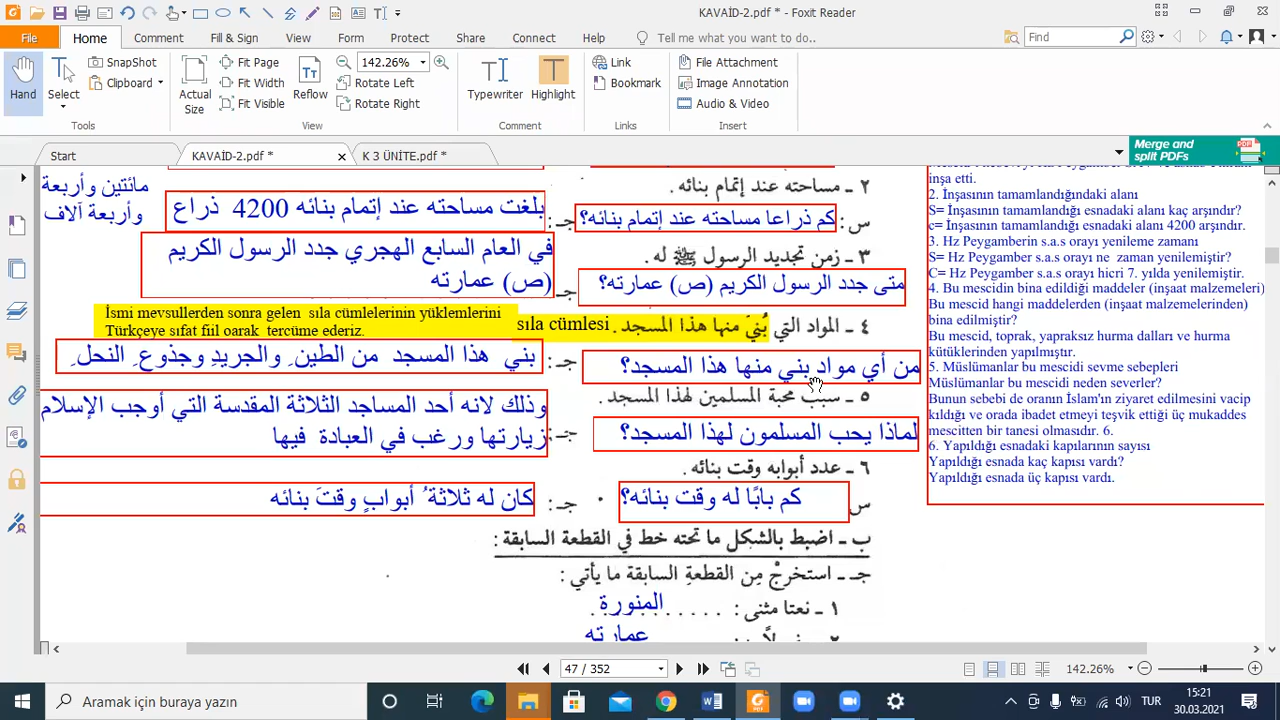 KAVAİD-2.pdf * - Foxit Reader
File Home Comment Fill & Sign View Form Protect Share Connect Help Tell me what you want to do.. Find
Hand Select SnapShot Clipboard Actual Size Fit Page Fit Width Fit Visible Reflow 142.26% Rotate Left Rotate Right Typewriter Highlight Link Bookmark File Attachment Image Annotation Audio & Video
Tools View Comment Links Insert
Start KAVAİD-2.pdf * K 3 ÜNİTE.pdf * Merge and split PDFs
٢ ـ مساحته عند إتمام بنائه .
س : كم ذراعا مساحته عند إتمام بنائه؟
جـ : بلغت مساحته عند إتمام بنائه 4200 ذراع
مائتين وأربعة
وأربعة آلاف
٣ ـ زمن تجديد الرسول ﷺ له .
متى جدد الرسول الكريم (ص) عمارته؟
جـ : في العام السابع الهجري جدد الرسول الكريم
(ص) عمارته
٤ ـ المواد التي بُنيَ منها هذا المسجد . sıla cümlesi
İsmi mevsullerden sonra gelen sıla cümlelerinin yüklemlerini
Türkçeye sıfat fiil oarak tercüme ederiz.
من أي مواد بني منها هذا المسجد؟
جـ : بني هذا المسجد من الطينِ والجريدِ وجذوعِ النحلِ
٥ ـ سبب محبة المسلمين لهذا المسجد .
لماذا يحب المسلمون لهذا المسجد؟
جـ : وذلك لانه أحد المساجد الثلاثة المقدسة التي أوجب الإسلام
زيارتها ورغب في العبادة فيها
٦ ـ عدد أبوابه وقت بنائه .
س كم بابًا له وقت بنائه؟
جـ : كان له ثلاثةُ أبوابٍ وقتَ بنائه
ب ـ اضبط بالشكل ما تحته خط في القطعة السابقة :
جـ ـ استخرجْ مِن القطعةِ السابقة ما يأتي :
١ ـ نعتا مثنى : المنورة
عمارته
inşa etti.
2. İnşasının tamamlandığındaki alanı
S= İnşasının tamamlandığı esnadaki alanı kaç arşındır?
c= İnşasının tamamlandığı esnadaki alanı 4200 arşındır.
3. Hz Peygamberin s.a.s orayı yenileme zamanı
S= Hz Peygamber s.a.s orayı ne zaman yenilemiştir?
C= Hz Peygamber s.a.s orayı hicri 7. yılda yenilemiştir.
4. Bu mescidin bina edildiği maddeler (inşaat malzemeleri)
Bu mescid hangi maddelerden (inşaat malzemelerinden)
bina edilmiştir?
Bu mescid, toprak, yapraksız hurma dalları ve hurma
kütüklerinden yapılmıştır.
5. Müslümanlar bu mescidi sevme sebepleri
Müslümanlar bu mescidi neden severler?
Bunun sebebi de oranın İslam'ın ziyaret edilmesini vacip
kıldığı ve orada ibadet etmeyi teşvik ettiği üç mukaddes
mescitten bir tanesi olmasıdır. 6.
6. Yapıldığı esnadaki kapılarının sayısı
Yapıldığı esnada kaç kapısı vardı?
Yapıldığı esnada üç kapısı vardı.
47 / 352 142.26%
Aramak için buraya yazın TUR 15:21
30.03.2021